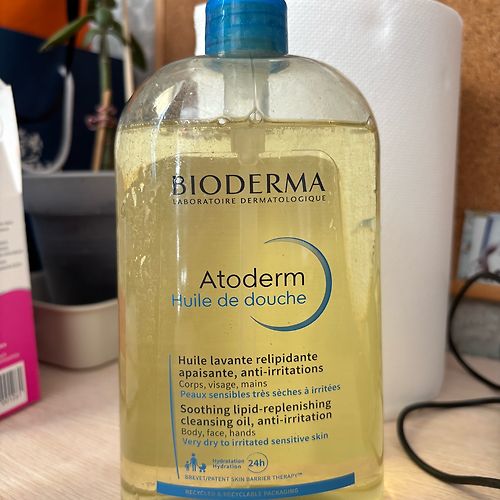 BIODERMA
LABORATOIRE DERMATOLOGIQUE
Atoderm
Huile de douche
Huile lavante relipidante
apaisante, anti-irritations
Corps, visage, mains
Peaux sensibles très sèches à irritées
Soothing lipid-replenishing
cleansing oil, anti-irritation
Body, face, hands
Very dry to irritated sensitive skin
Hydratation
Hydration
24h
BREVET/PATENT SKIN BARRIER THERAPY™
RECYCLED & RECYCLABLE PACKAGING